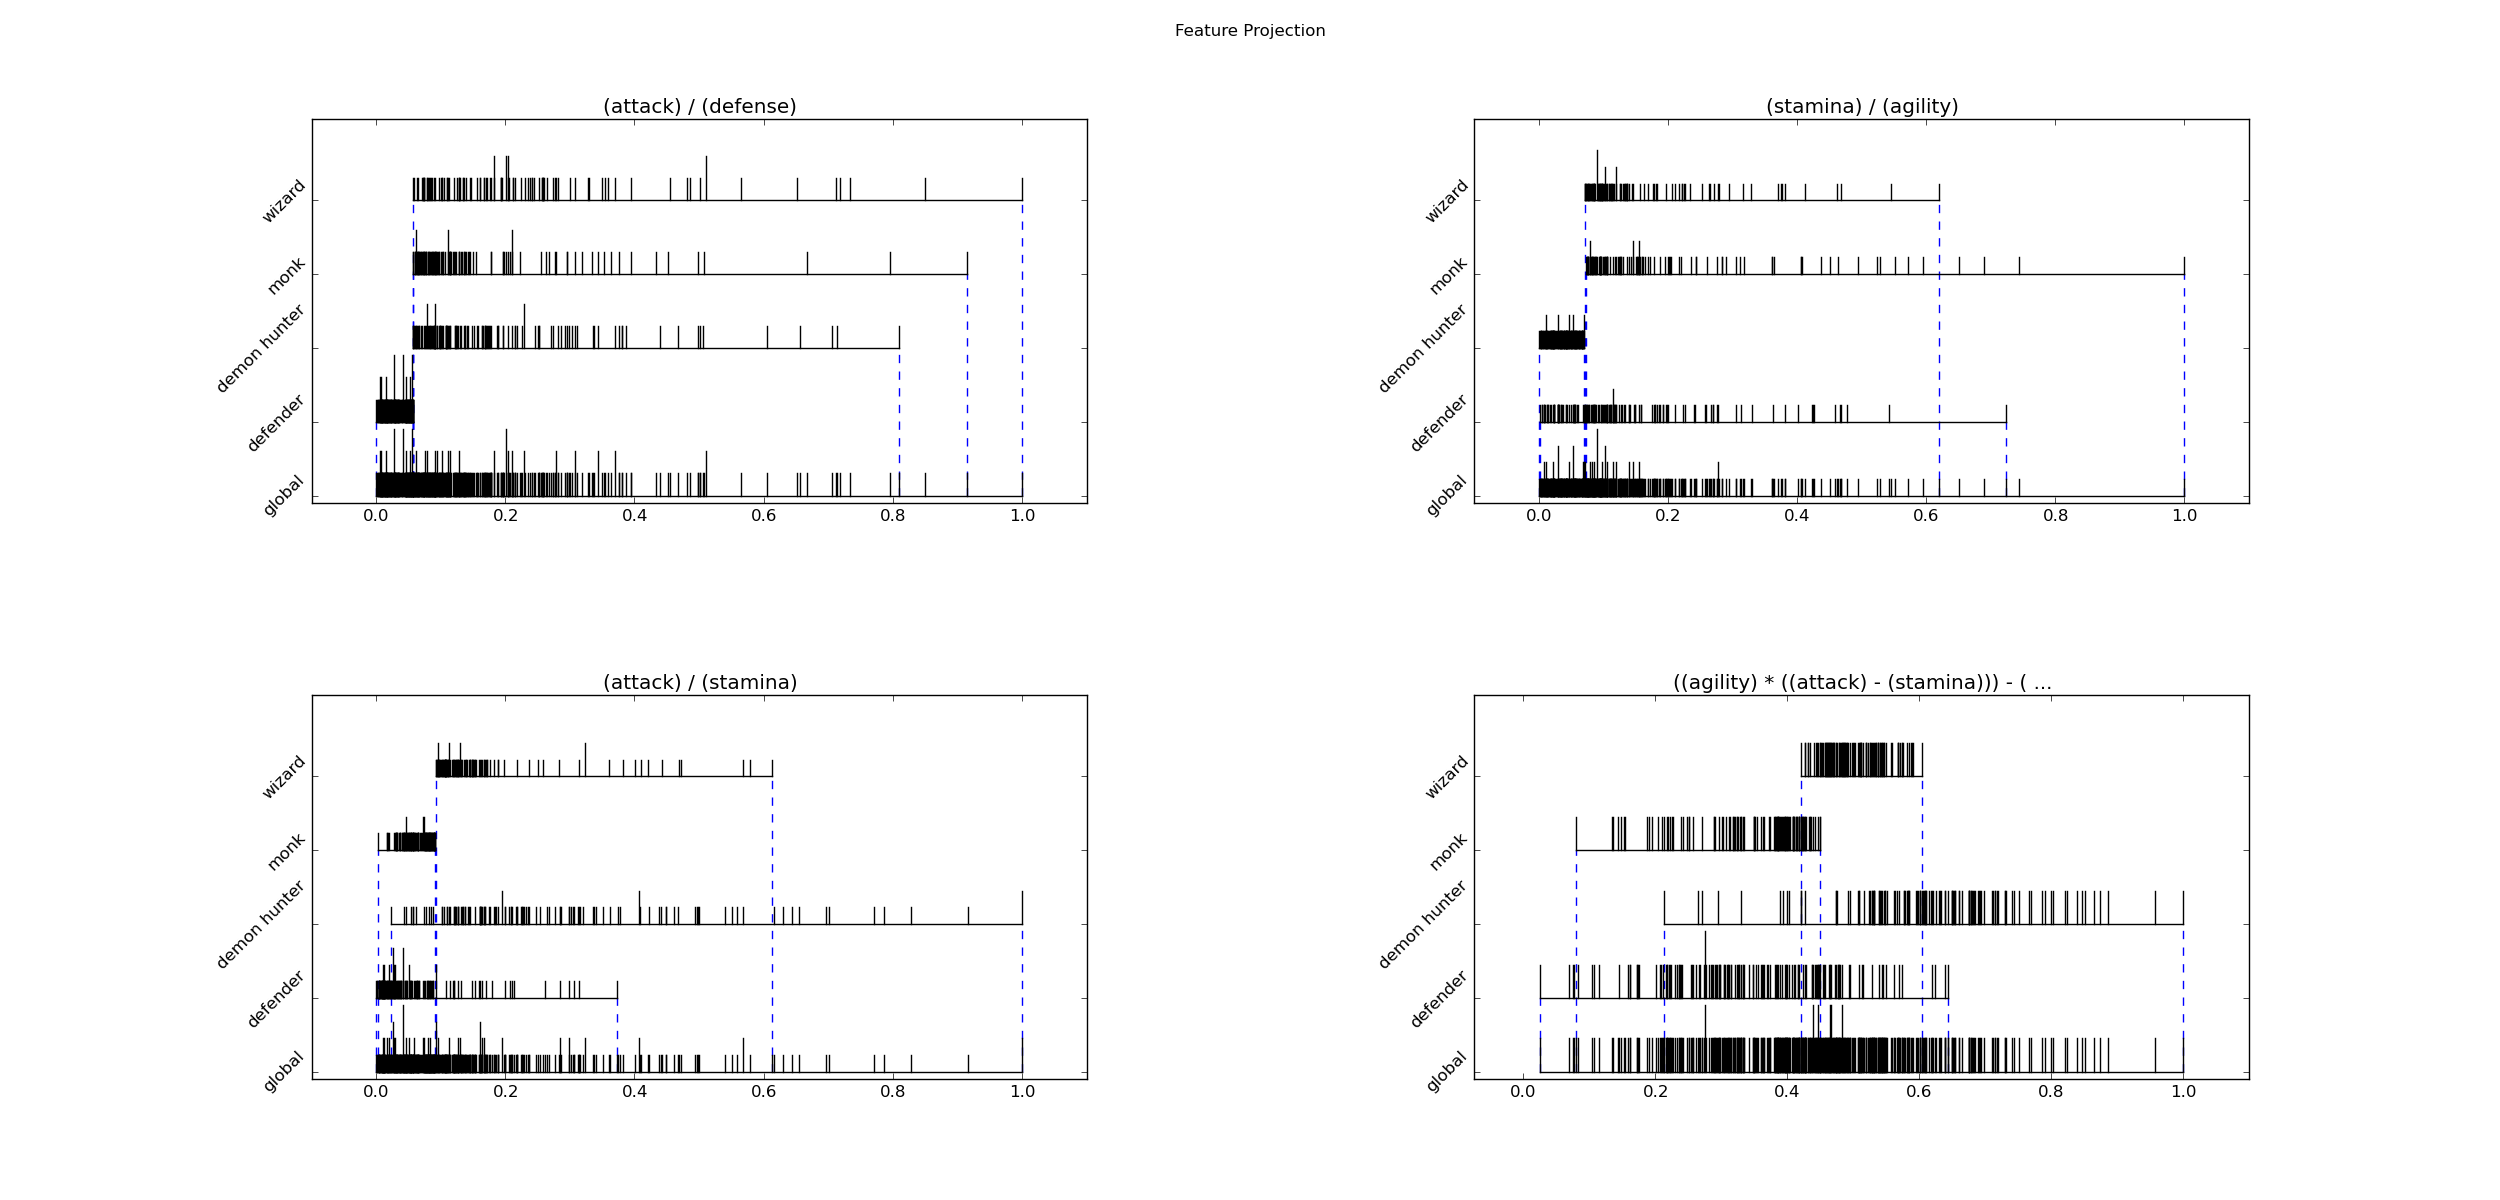 Feature Projection
(attack) / (defense)
wizard
monk
demon hunter
defender
global
0.0 0.2 0.4 0.6 0.8 1.0
(stamina) / (agility)
wizard
monk
demon hunter
defender
global
0.0 0.2 0.4 0.6 0.8 1.0
(attack) / (stamina)
wizard
monk
demon hunter
defender
global
0.0 0.2 0.4 0.6 0.8 1.0
((agility) * ((attack) - (stamina))) - ( ...
wizard
monk
demon hunter
defender
global
0.0 0.2 0.4 0.6 0.8 1.0